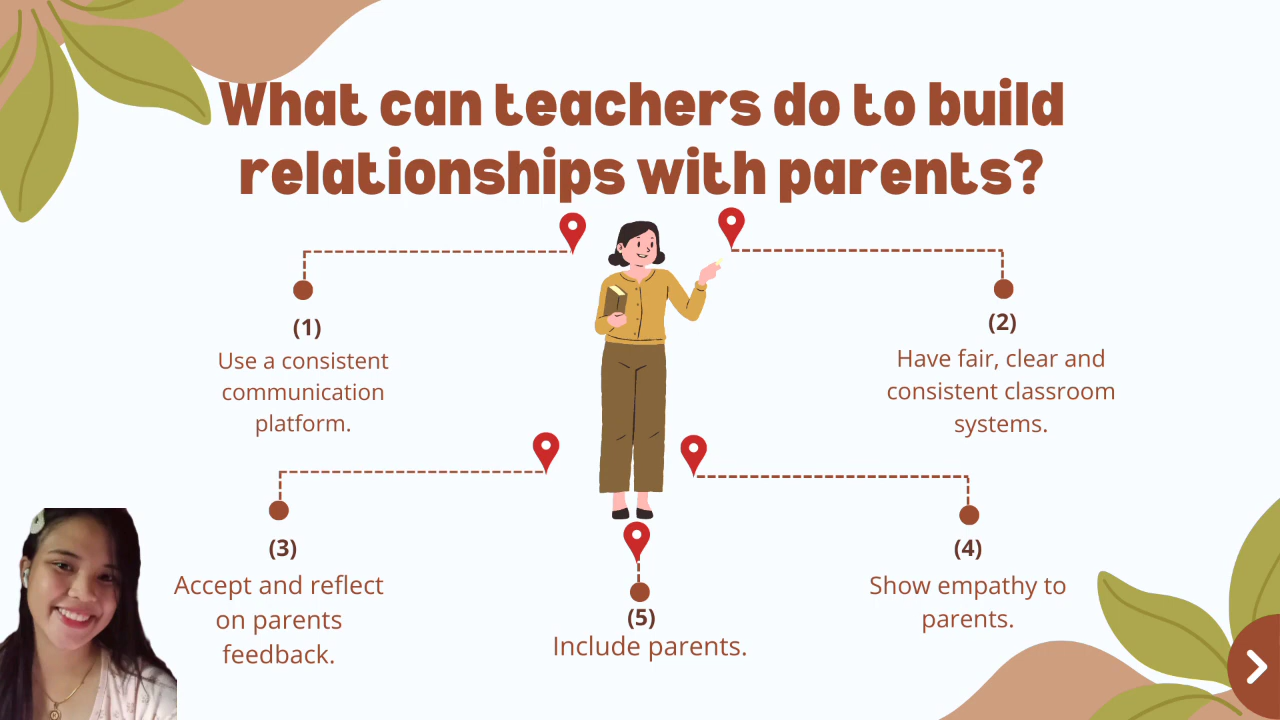 What can teachers do to build
relationships with parents?
(1)
Use a consistent
communication
platform.
(2)
Have fair, clear and
consistent classroom
systems.
(3)
Accept and reflect
on parents
feedback.
(4)
Show empathy to
parents.
(5)
Include parents.